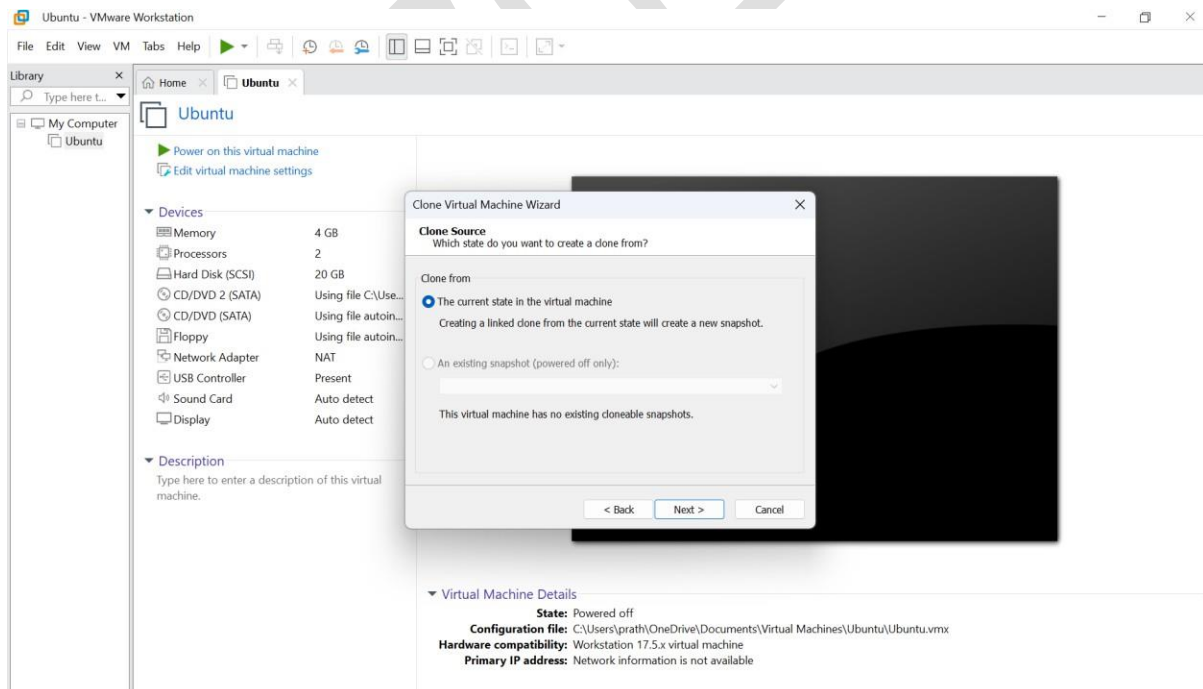 Ubuntu - VMware Workstation
File Edit View VM Tabs Help
Library
Type here t...
My Computer
Ubuntu
Home
Ubuntu
Ubuntu
Power on this virtual machine
Edit virtual machine settings
Devices
Memory 4 GB
Processors 2
Hard Disk (SCSI) 20 GB
CD/DVD 2 (SATA) Using file C:\Use...
CD/DVD (SATA) Using file autoin...
Floppy Using file autoin...
Network Adapter NAT
USB Controller Present
Sound Card Auto detect
Display Auto detect
Description
Type here to enter a description of this virtual
machine.
Clone Virtual Machine Wizard
Clone Source
Which state do you want to create a clone from?
Clone from
The current state in the virtual machine
Creating a linked clone from the current state will create a new snapshot.
An existing snapshot (powered off only):
This virtual machine has no existing cloneable snapshots.
< Back Next > Cancel
Virtual Machine Details
State: Powered off
Configuration file: C:\Users\prath\OneDrive\Documents\Virtual Machines\Ubuntu\Ubuntu.vmx
Hardware compatibility: Workstation 17.5.x virtual machine
Primary IP address: Network information is not available